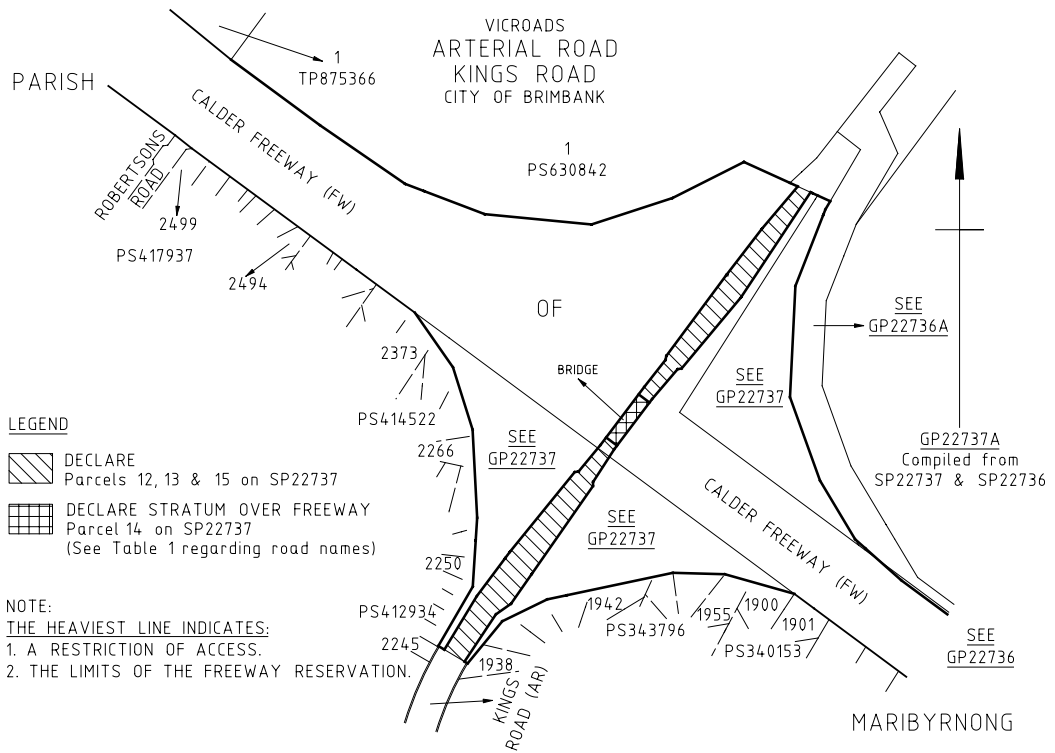 VICROADS
ARTERIAL ROAD
KINGS ROAD
CITY OF BRIMBANK
1
TP875366
PARISH
CALDER FREEWAY (FW)
1
PS630842
ROBERTSONS
ROAD
2499
PS417937
2494
OF
SEE
GP22736A
2373
BRIDGE
SEE
GP22737
PS414522
LEGEND
DECLARE
Parcels 12, 13 & 15 on SP22737
2266
SEE
GP22737
GP22737A
Compiled from
SP22737 & SP22736
DECLARE STRATUM OVER FREEWAY
Parcel 14 on SP22737
(See Table 1 regarding road names)
SEE
GP22737
CALDER FREEWAY (FW)
2250
NOTE:
THE HEAVIEST LINE INDICATES:
1. A RESTRICTION OF ACCESS.
2. THE LIMITS OF THE FREEWAY RESERVATION.
PS412934
2245
1942
PS343796
1955
1900
1901
PS340153
1938
KINGS
ROAD (AR)
SEE
GP22736
MARIBYRNONG